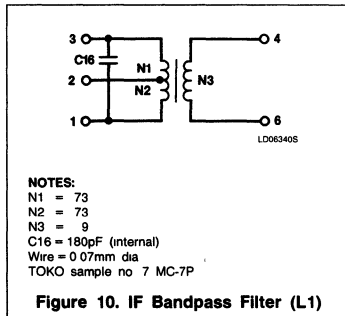 3
4
C16
N1
2
N3
N2
1
6
LD06340S
NOTES:
N1 = 73
N2 = 73
N3 = 9
C16 = 180pF (internal)
Wire = 0 07mm dia
TOKO sample no 7 MC-7P
Figure 10. IF Bandpass Filter (L1)